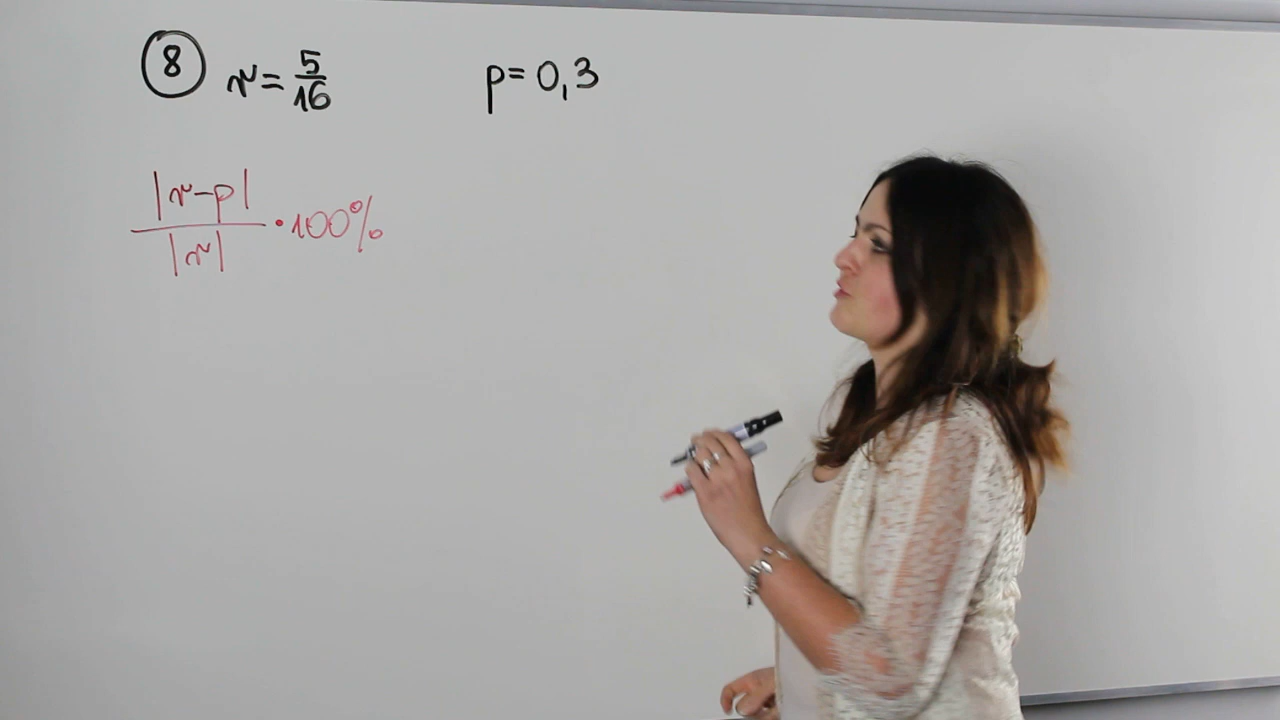 ⑧ w = 5/16 p = 0,3
|w-p| / |w| · 100%